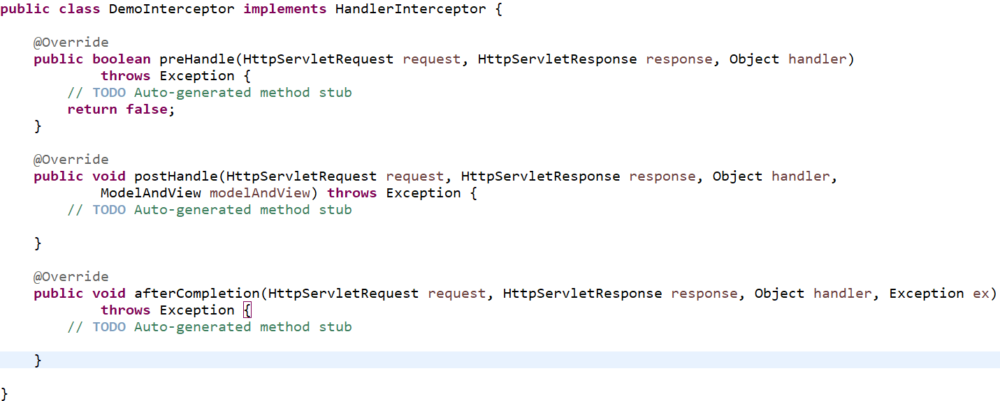 public class DemoInterceptor implements HandlerInterceptor {
@Override
public boolean preHandle(HttpServletRequest request, HttpServletResponse response, Object handler)
throws Exception {
// TODO Auto-generated method stub
return false;
}
@Override
public void postHandle(HttpServletRequest request, HttpServletResponse response, Object handler,
ModelAndView modelAndView) throws Exception {
// TODO Auto-generated method stub
}
@Override
public void afterCompletion(HttpServletRequest request, HttpServletResponse response, Object handler, Exception ex)
throws Exception {
// TODO Auto-generated method stub
}
}